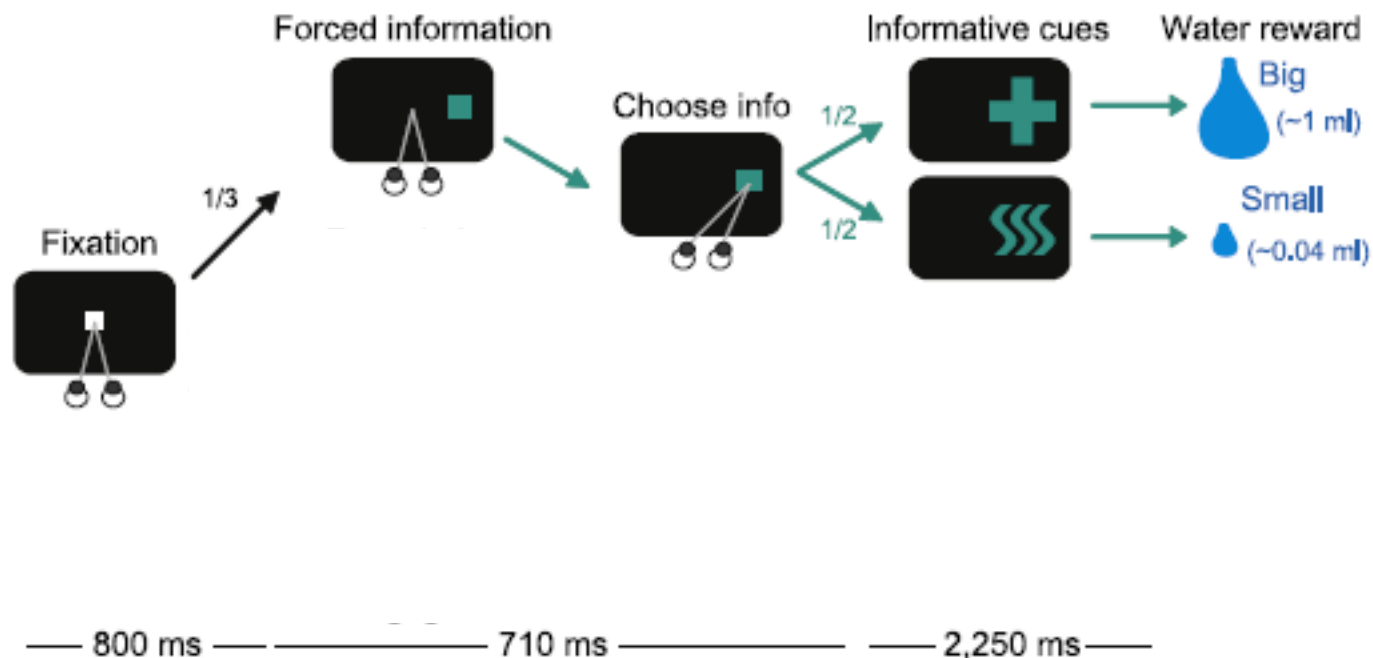 Forced information
Informative cues
Water reward
Big
(~1 ml)
Choose info
1/2
1/3
1/2
Small
(~0.04 ml)
Fixation
800 ms
710 ms
2,250 ms